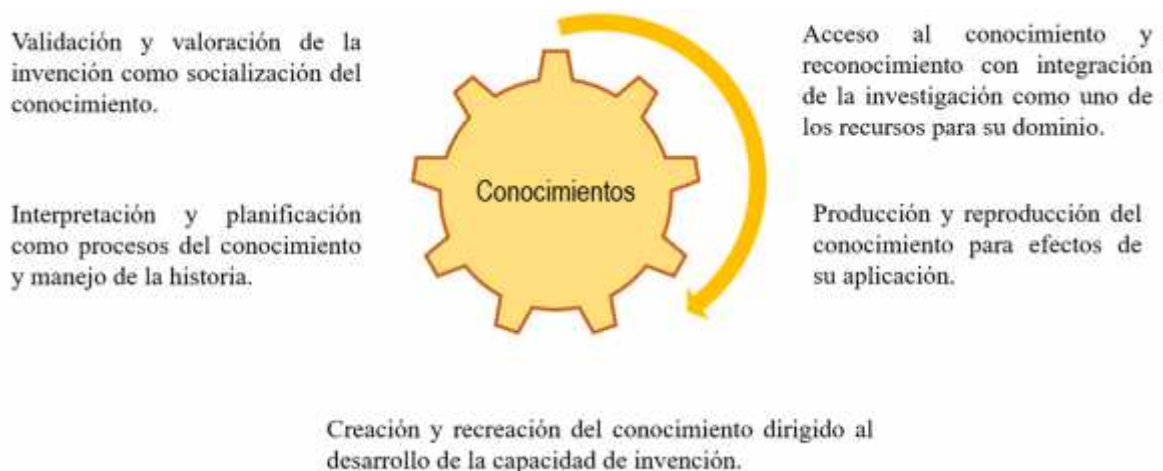 Validación y valoración de la
invención como socialización del
conocimiento.
Acceso al conocimiento y
reconocimiento con integración
de la investigación como uno de
los recursos para su dominio.
Conocimientos
Interpretación y planificación
como procesos del conocimiento
y manejo de la historia.
Producción y reproducción del
conocimiento para efectos de
su aplicación.
Creación y recreación del conocimiento dirigido al
desarrollo de la capacidad de invención.